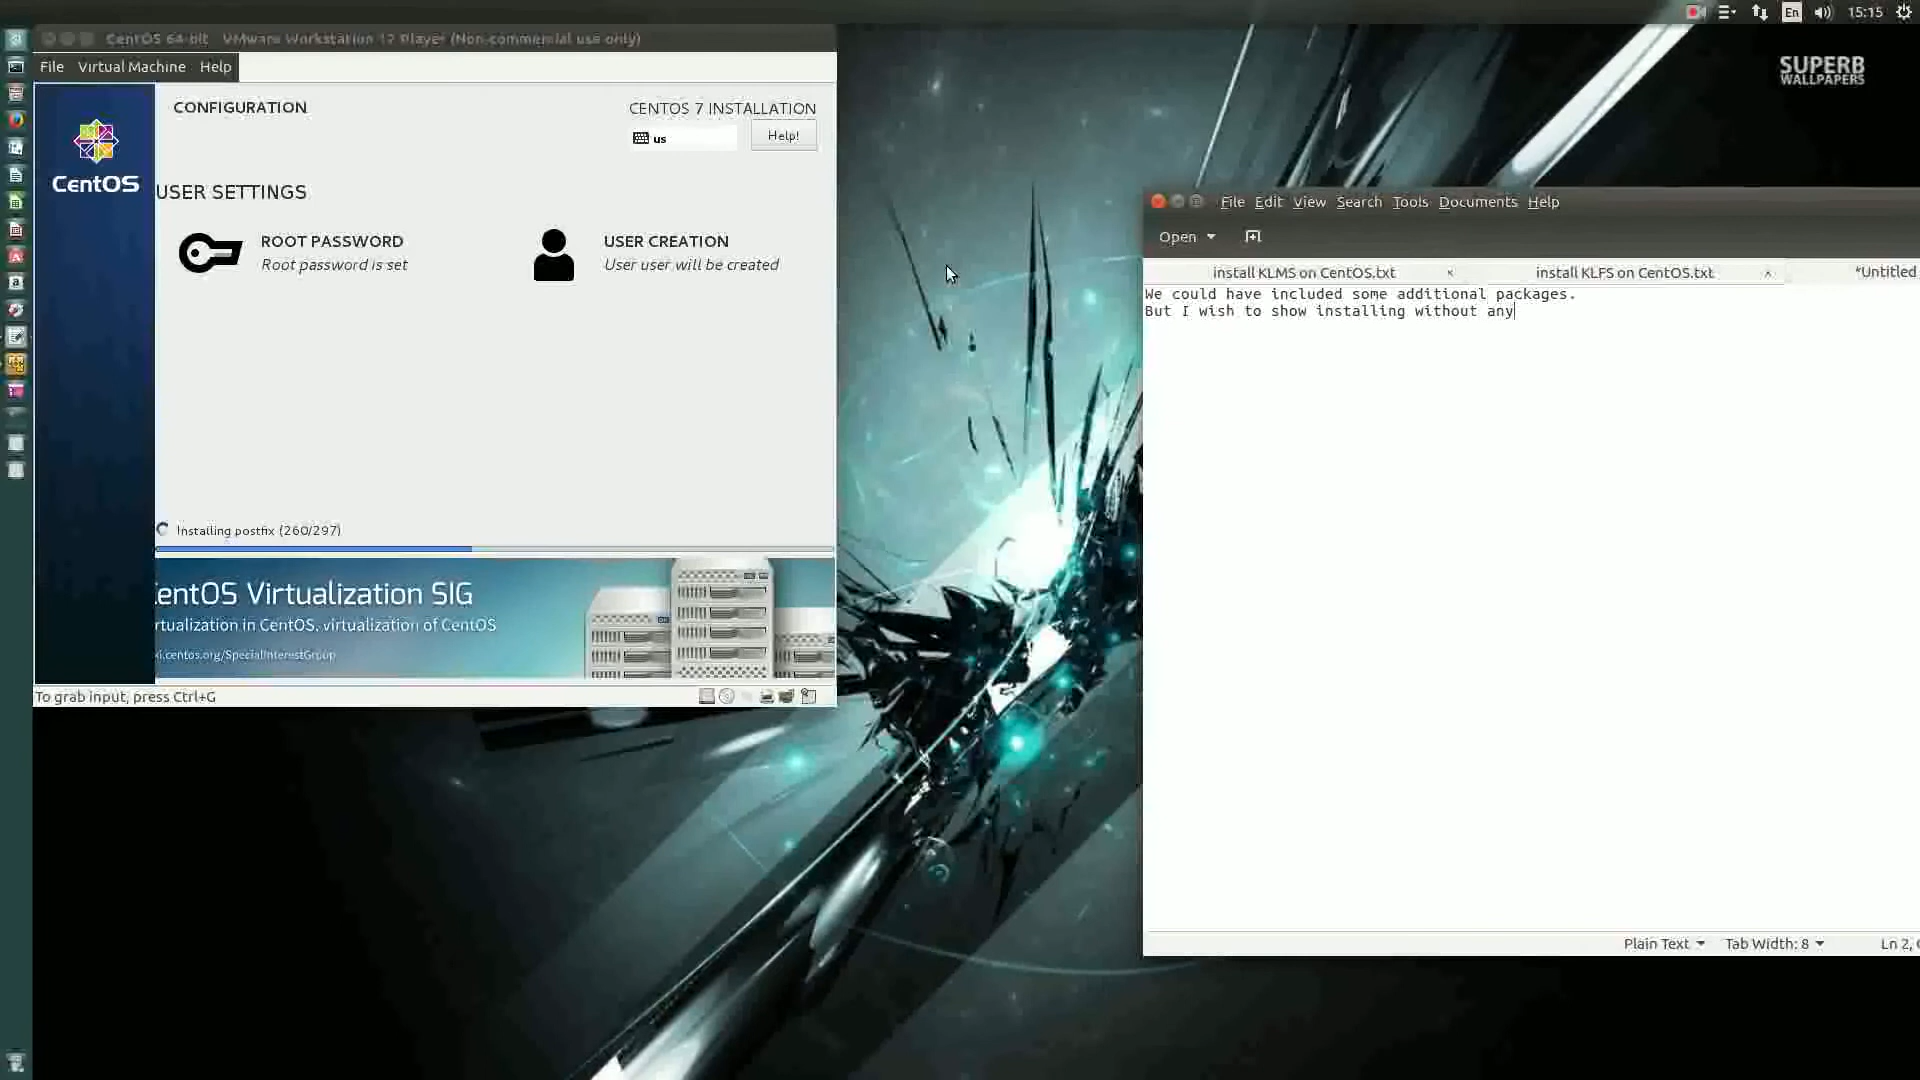 En 15:15
SUPERB
WALLPAPERS
CentOS 64-bit - VMware Workstation 12 Player (Non-commercial use only)
File Virtual Machine Help
CONFIGURATION
CENTOS 7 INSTALLATION
us
Help!
CentOS
USER SETTINGS
ROOT PASSWORD
Root password is set
USER CREATION
User user will be created
Installing postfix (260/297)
entOS Virtualization SIG
rtualization in CentOS, virtualization of CentOS
ki.centos.org/SpecialInterestGroup
To grab input, press Ctrl+G
File Edit View Search Tools Documents Help
Open
install KLMS on CentOS.txt × install KLFS on CentOS.txt × *Untitled
We could have included some additional packages.
But I wish to show installing without any
Plain Text Tab Width: 8 Ln 2,